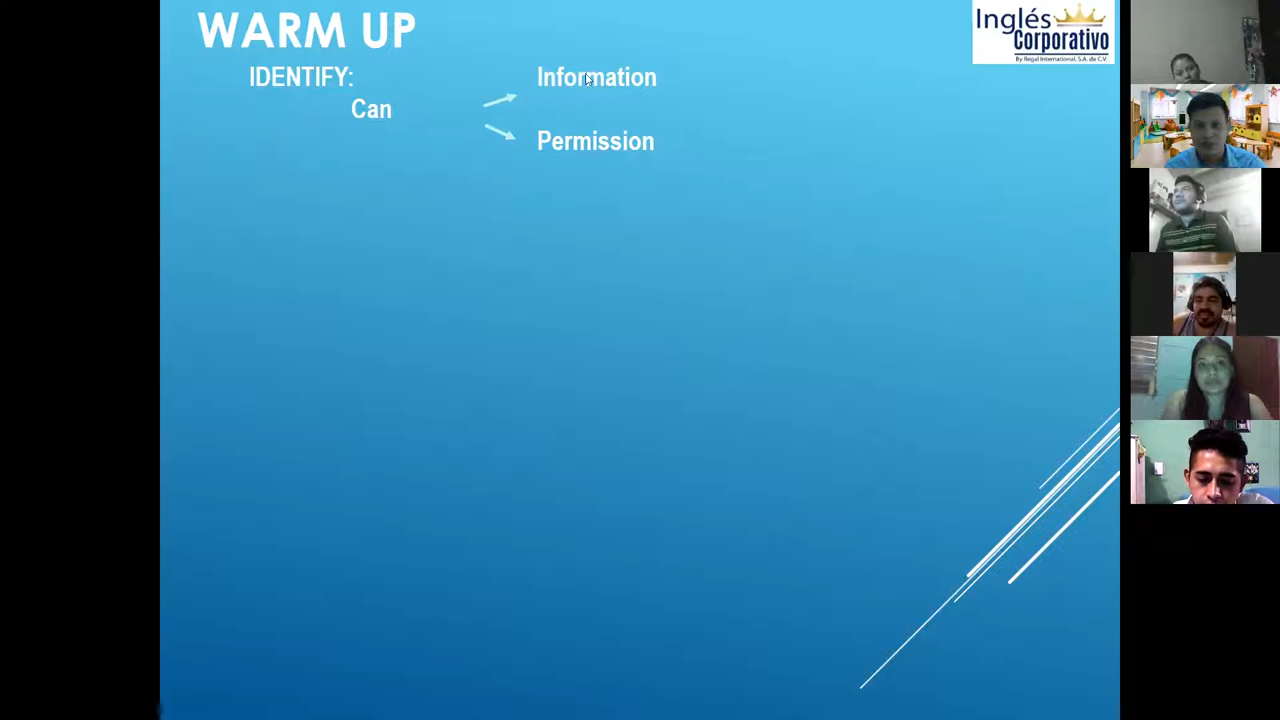 WARM UP
IDENTIFY:
Can
Information
Permission
Inglés
Corporativo
By Regal International, S.A. de C.V.